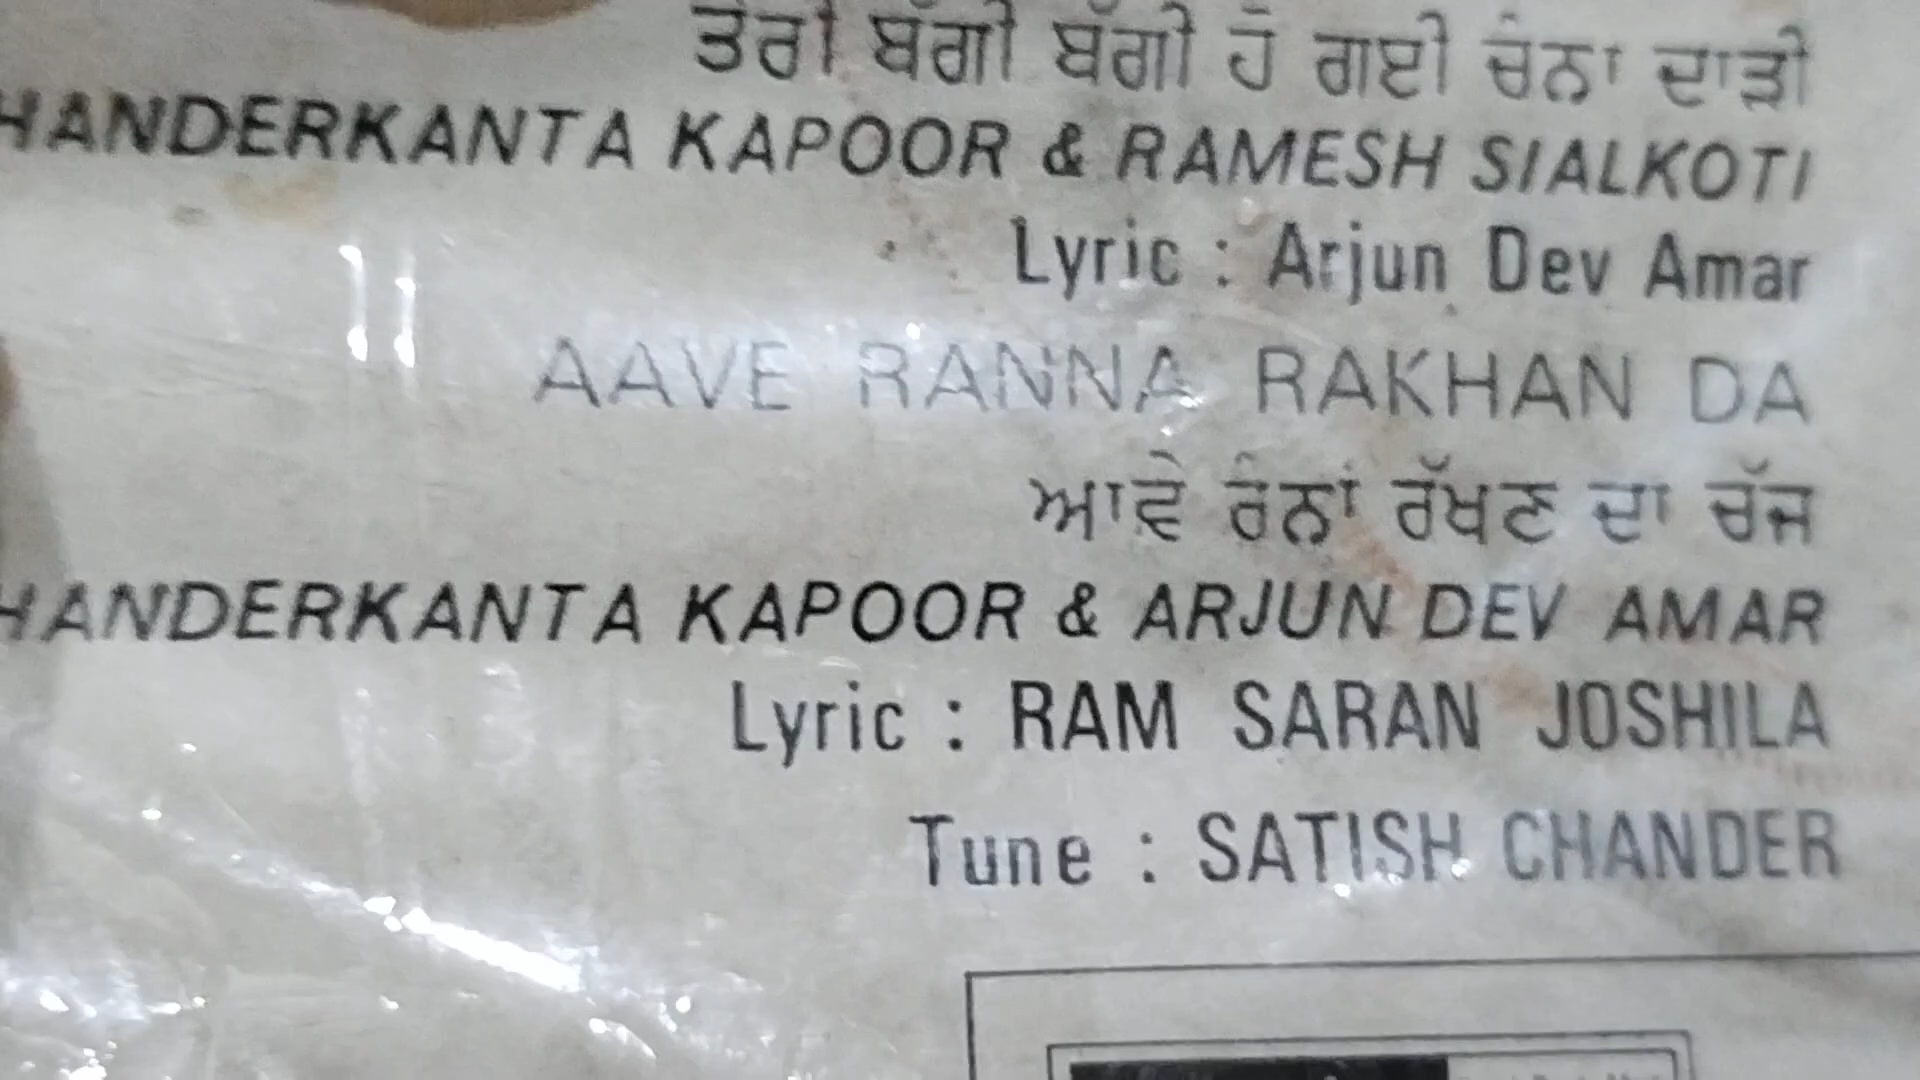 ਤੇਰੀ ਬੱਗੀ ਬੱਗੀ ਹੋ ਗਈ ਚੰਨਾ ਦਾੜੀ
HANDERKANTA KAPOOR & RAMESH SIALKOTI
Lyric : Arjun Dev Amar
AAVE RANNA RAKHAN DA
ਆਵੇ ਰੰਨਾਂ ਰੱਖਣ ਦਾ ਚੱਜ
HANDERKANTA KAPOOR & ARJUN DEV AMAR
Lyric : RAM SARAN JOSHILA
Tune : SATISH CHANDER